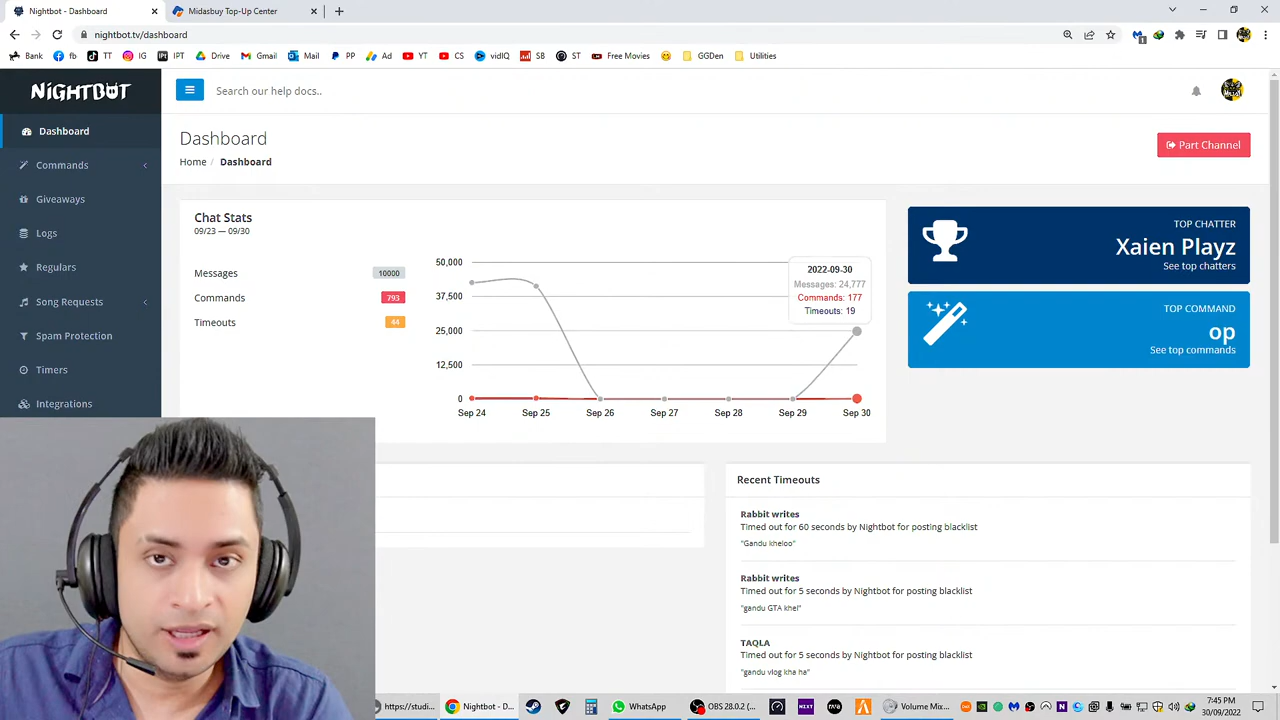 Nightbot - Dashboard
Midasbuy Top-Up Center
nightbot.tv/dashboard
Bank
fb
TT
IG
IPT
Drive
Gmail
Mail
PP
Ad
YT
CS
vidIQ
SB
ST
Free Movies
GGDen
Utilities
NIGHTBOT
Search our help docs..
Dashboard
Commands
Giveaways
Logs
Regulars
Song Requests
Spam Protection
Timers
Integrations
Dashboard
Home / Dashboard
Part Channel
Chat Stats
09/23 — 09/30
Messages 10000
Commands 793
Timeouts 44
50,000
37,500
25,000
12,500
0
Sep 24 Sep 25 Sep 26 Sep 27 Sep 28 Sep 29 Sep 30
2022-09-30
Messages: 24,777
Commands: 177
Timeouts: 19
TOP CHATTER
Xaien Playz
See top chatters
TOP COMMAND
op
See top commands
Recent Timeouts
Rabbit writes
Timed out for 60 seconds by Nightbot for posting blacklist
"Gandu kheloo"
Rabbit writes
Timed out for 5 seconds by Nightbot for posting blacklist
"gandu GTA khel"
TAQLA
Timed out for 5 seconds by Nightbot for posting blacklist
"gandu vlog kha ha"
https://studi...
Nightbot - D...
WhatsApp
OBS 28.0.2 (...
NEXT
Volume Mix...
7:45 PM
30/09/2022